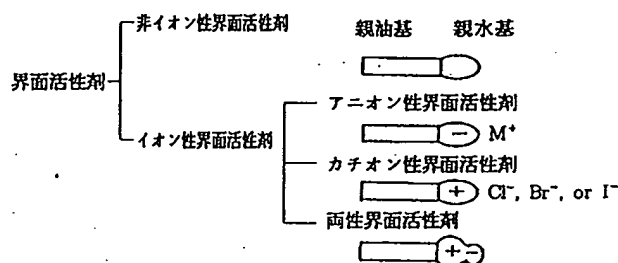 非イオン性界面活性剤
親油基 親水基
界面活性剤
アニオン性界面活性剤
− M⁺
イオン性界面活性剤
カチオン性界面活性剤
+ Cl⁻, Br⁻, or I⁻
両性界面活性剤
+ −